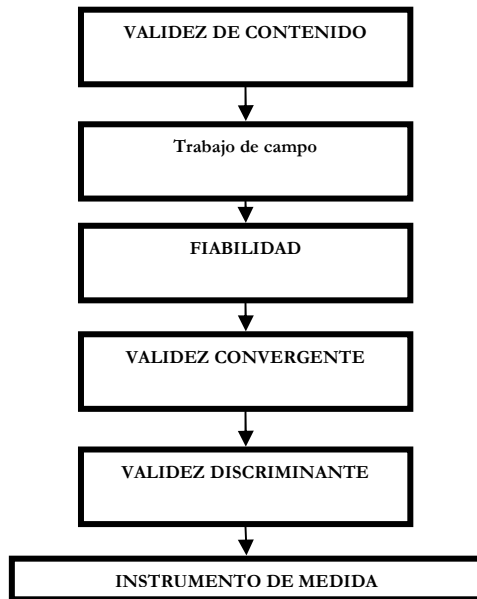 VALIDEZ DE CONTENIDO
Trabajo de campo
FIABILIDAD
VALIDEZ CONVERGENTE
VALIDEZ DISCRIMINANTE
INSTRUMENTO DE MEDIDA